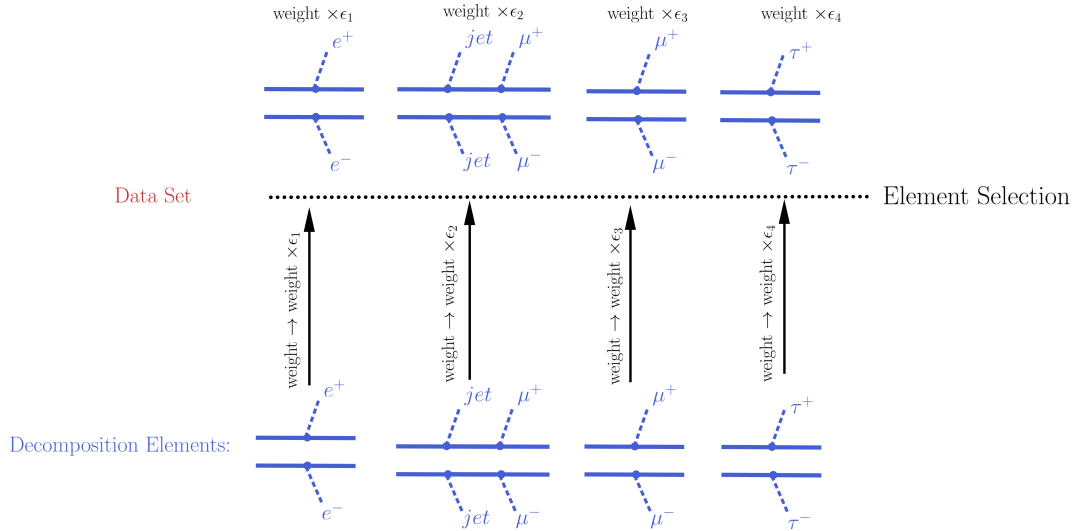 weight ×ϵ₁ weight ×ϵ₂ weight ×ϵ₃ weight ×ϵ₄
e⁺ jet μ⁺ μ⁺ τ⁺
e⁻ jet μ⁻ μ⁻ τ⁻
Data Set
Element Selection
weight → weight ×ϵ₁
weight → weight ×ϵ₂
weight → weight ×ϵ₃
weight → weight ×ϵ₄
e⁺ jet μ⁺ μ⁺ τ⁺
Decomposition Elements:
e⁻ jet μ⁻ μ⁻ τ⁻